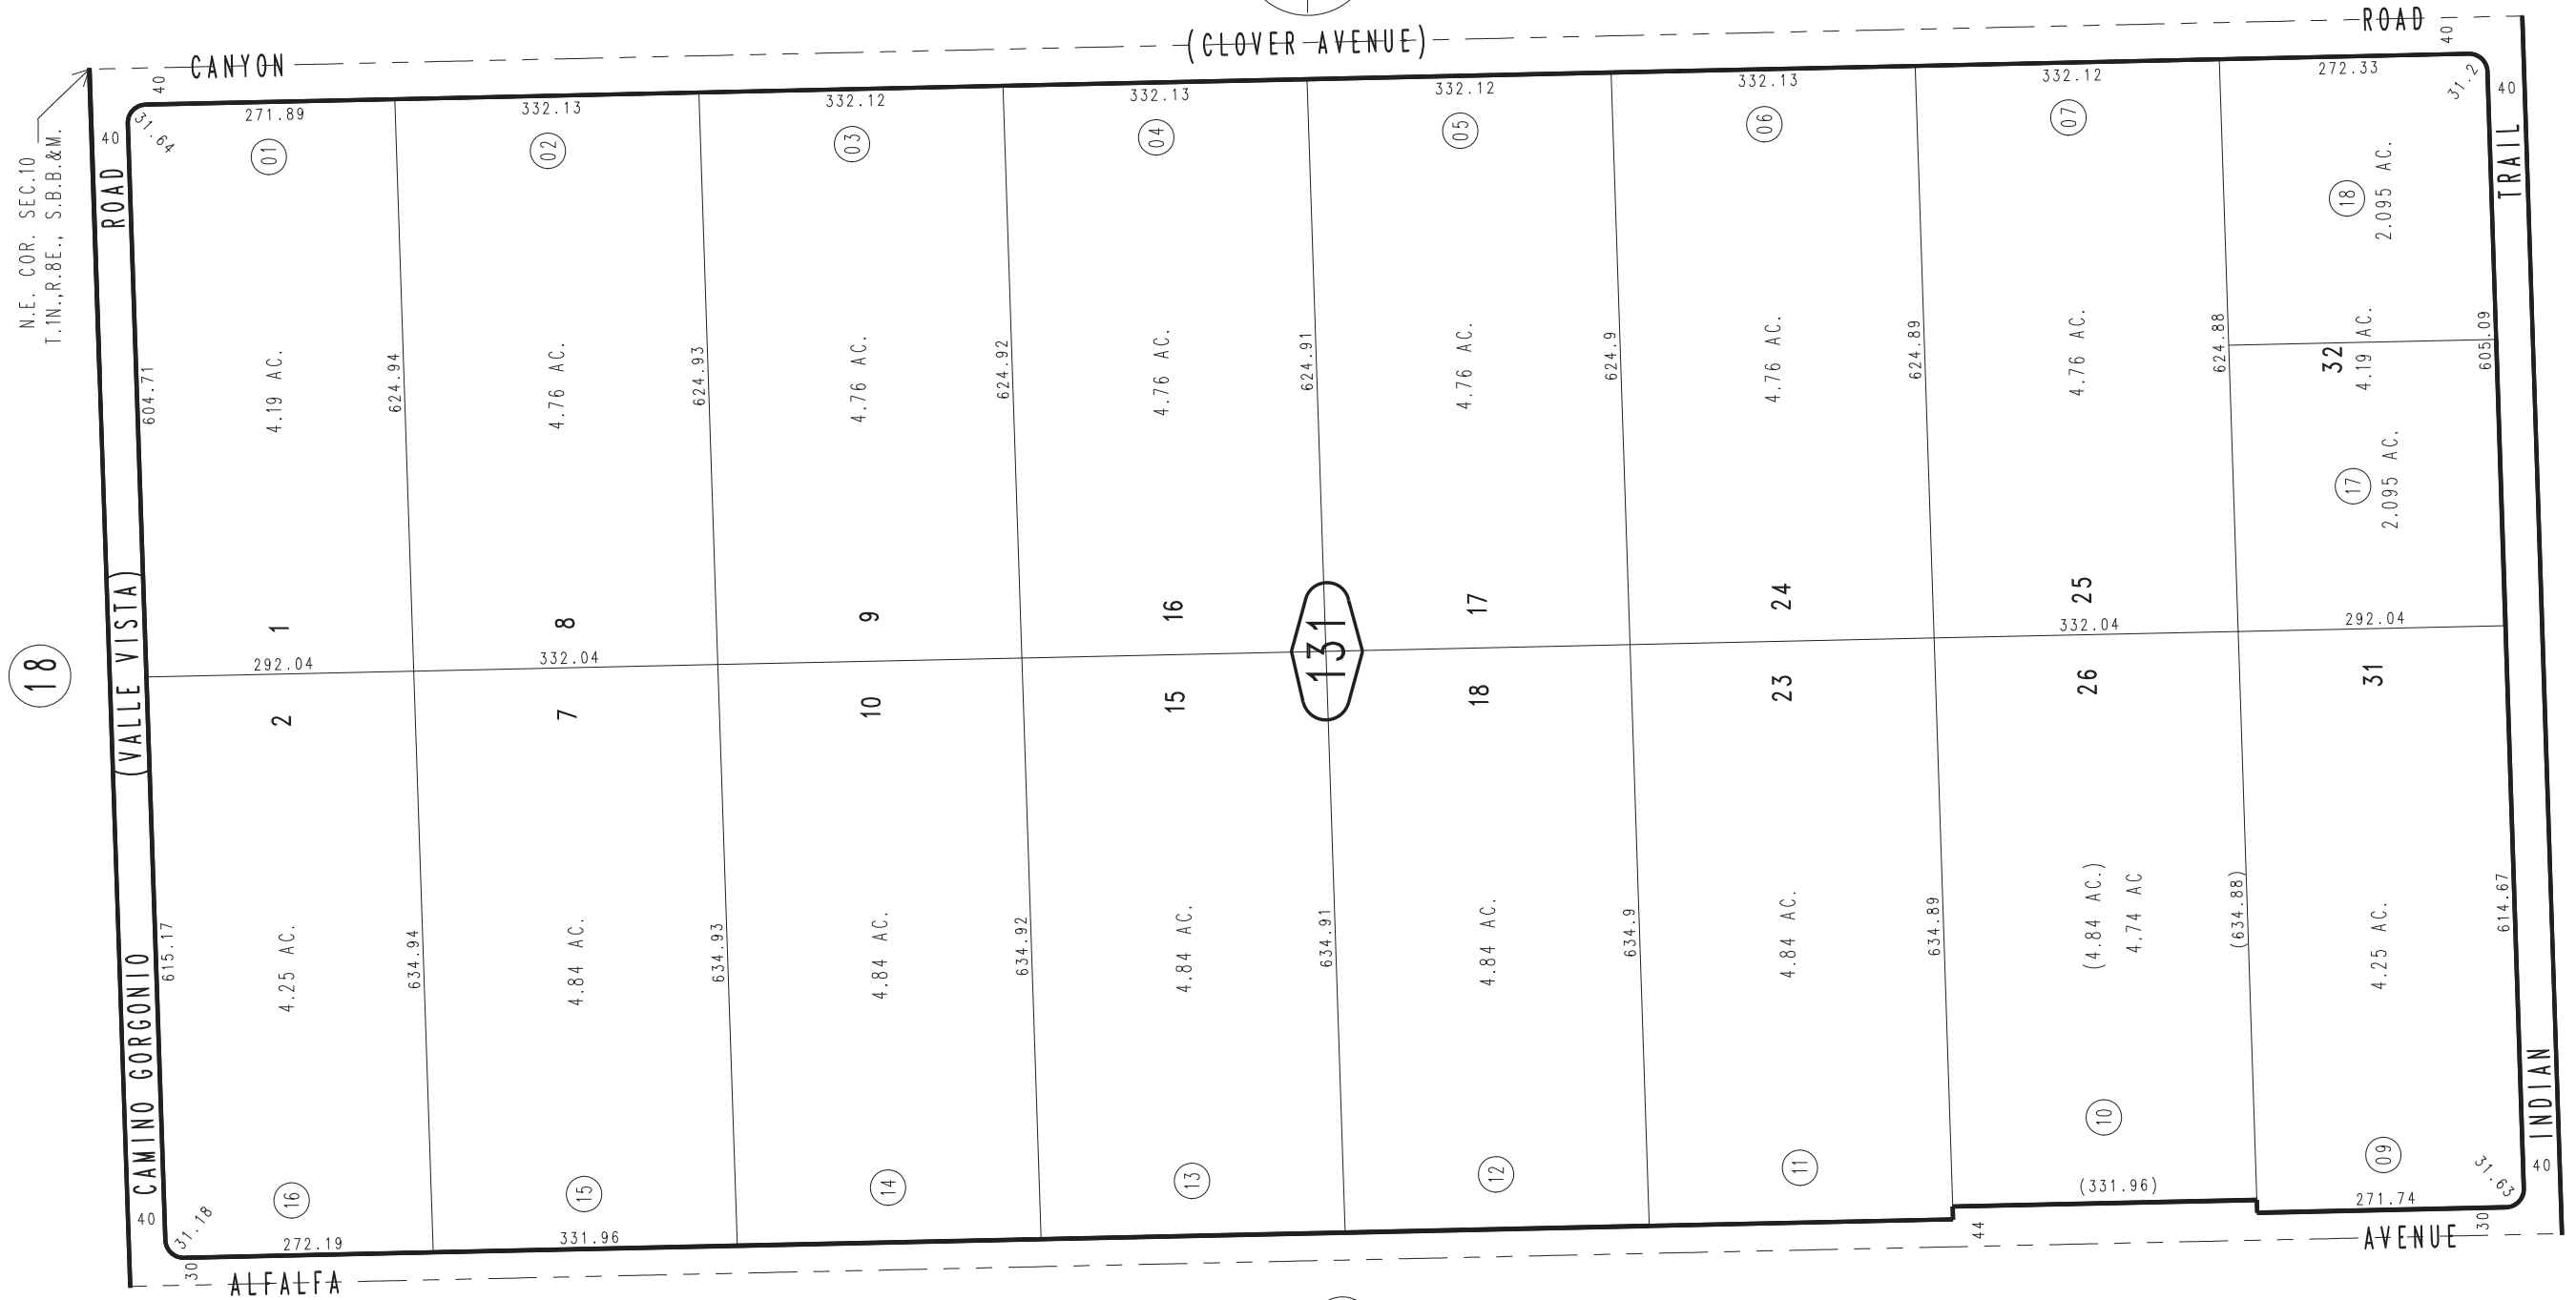 CANYON
(CLOVER AVENUE)
ROAD
40
40
N.E. COR. SEC.10
T.1N.,R.8E., S.B.B.&M.
40
ROAD
31.64
271.89
332.13
332.12
332.13
332.12
332.13
332.12
272.33
31.2
40
TRAIL
01
02
03
04
05
06
07
18
2.095 AC.
604.71
4.19 AC.
624.94
4.76 AC.
624.93
4.76 AC.
624.92
4.76 AC.
624.91
4.76 AC.
624.9
4.76 AC.
624.89
4.76 AC.
624.88
32
4.19 AC.
605.09
17
2.095 AC.
1
8
9
16
17
24
25
292.04
332.04
131
332.04
292.04
18
(VALLE VISTA)
2
7
10
15
18
23
26
31
615.17
4.25 AC.
634.94
4.84 AC.
634.93
4.84 AC.
634.92
4.84 AC.
634.91
4.84 AC.
634.9
4.84 AC.
634.89
(4.84 AC.)
4.74 AC
(634.88)
4.25 AC.
614.67
CAMINO GORGONIO
INDIAN
16
15
14
13
12
11
10
09
40
31.18
272.19
331.96
(331.96)
271.74
31.63
40
30
ALFALFA
44
AVENUE
30